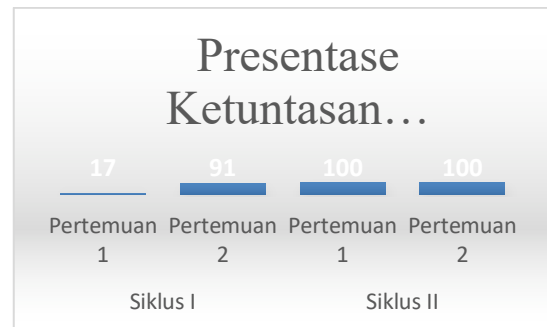 Presentase
Ketuntasan…
17 91 100 100
Pertemuan Pertemuan Pertemuan Pertemuan
1 2 1 2
Siklus I Siklus II